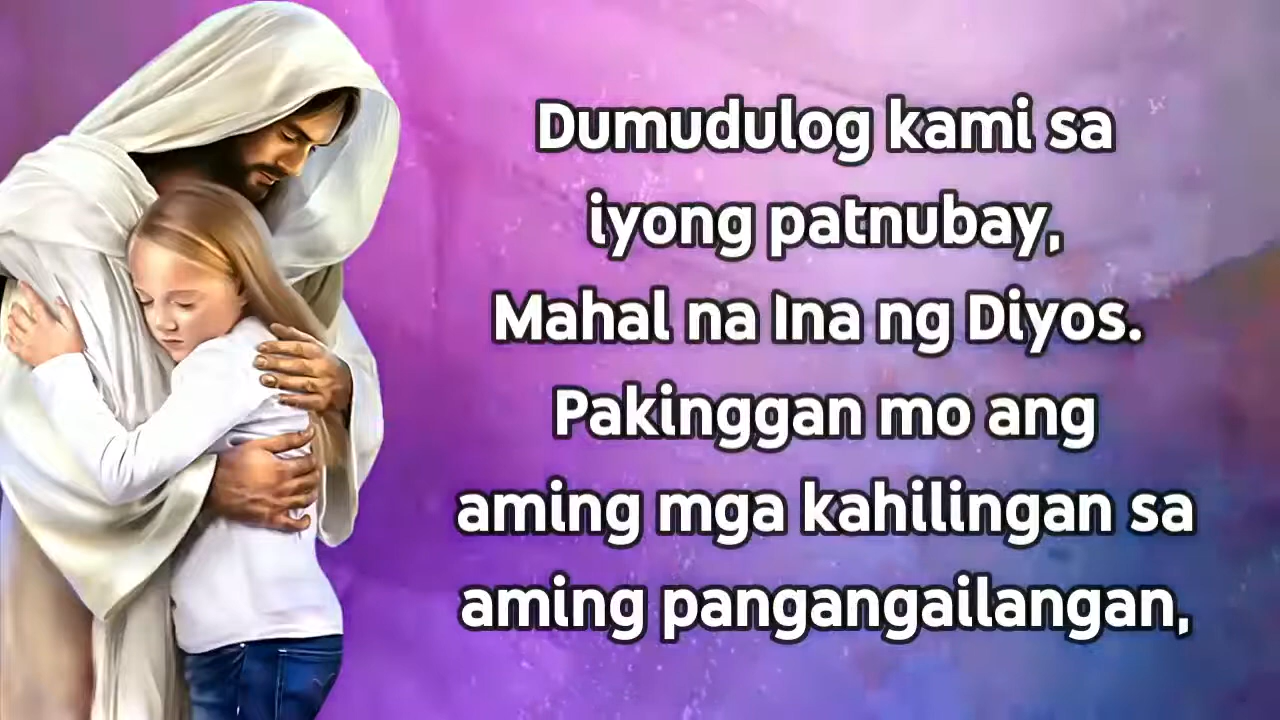 Dumudulog kami sa
iyong patnubay,
Mahal na Ina ng Diyos.
Pakinggan mo ang
aming mga kahilingan sa
aming pangangailangan,